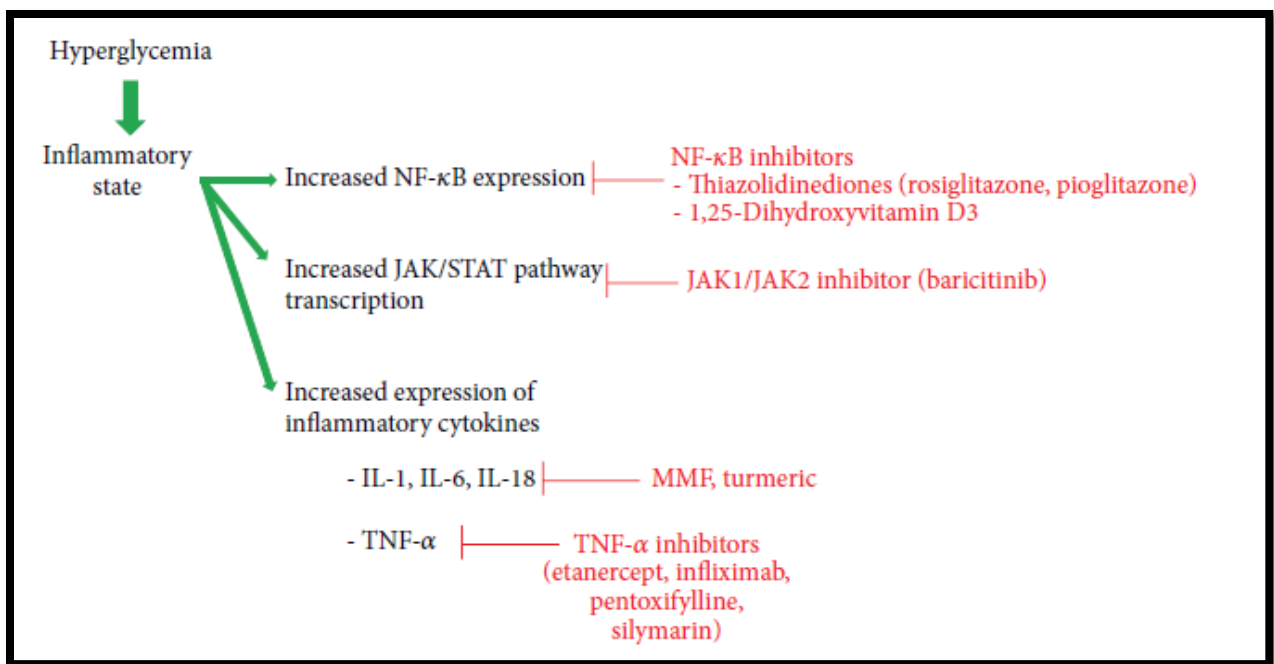 Hyperglycemia
Inflammatory
state
Increased NF-κB expression
NF-κB inhibitors
- Thiazolidinediones (rosiglitazone, pioglitazone)
- 1,25-Dihydroxyvitamin D3
Increased JAK/STAT pathway
transcription
JAK1/JAK2 inhibitor (baricitinib)
Increased expression of
inflammatory cytokines
- IL-1, IL-6, IL-18
MMF, turmeric
- TNF-α
TNF-α inhibitors
(etanercept, infliximab,
pentoxifylline,
silymarin)